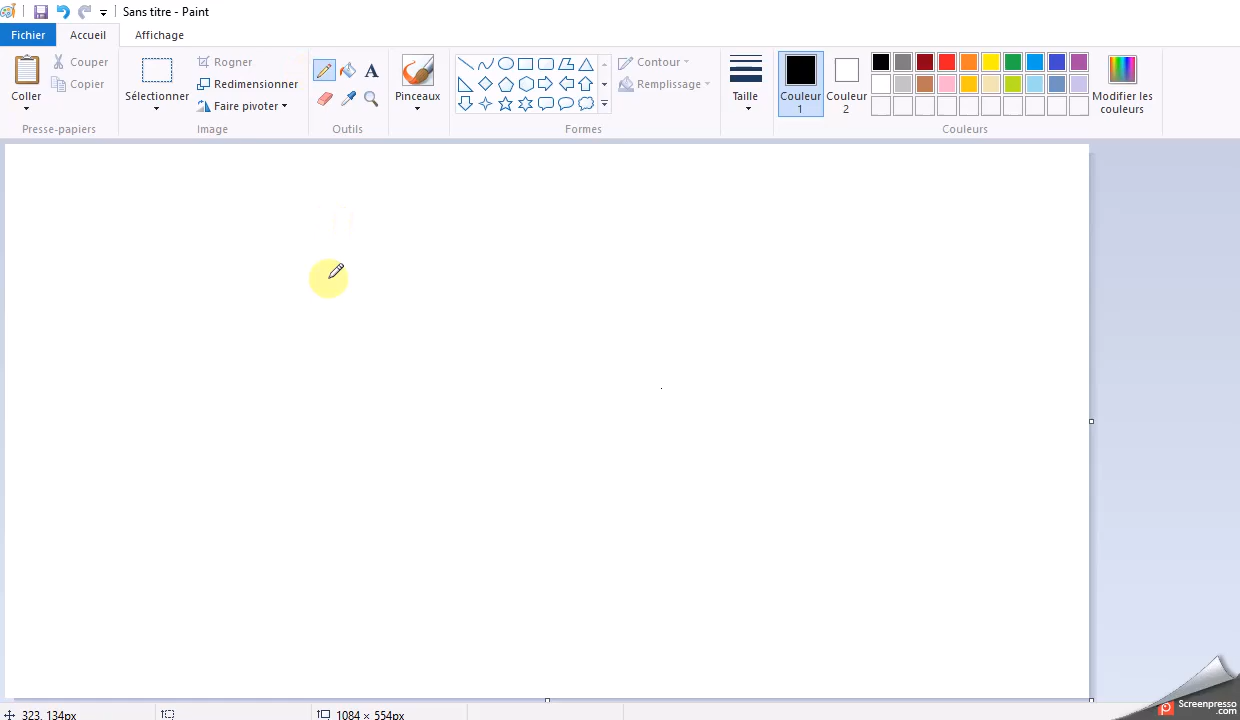 Sans titre - Paint
Fichier Accueil Affichage
Coller
Couper
Copier
Presse-papiers
Sélectionner
Rogner
Redimensionner
Faire pivoter
Image
A
Outils
Pinceaux
Contour
Remplissage
Formes
Taille
Couleur
1
Couleur
2
Modifier les
couleurs
Couleurs
323, 134px
1084 × 554px
Screenpresso
.com